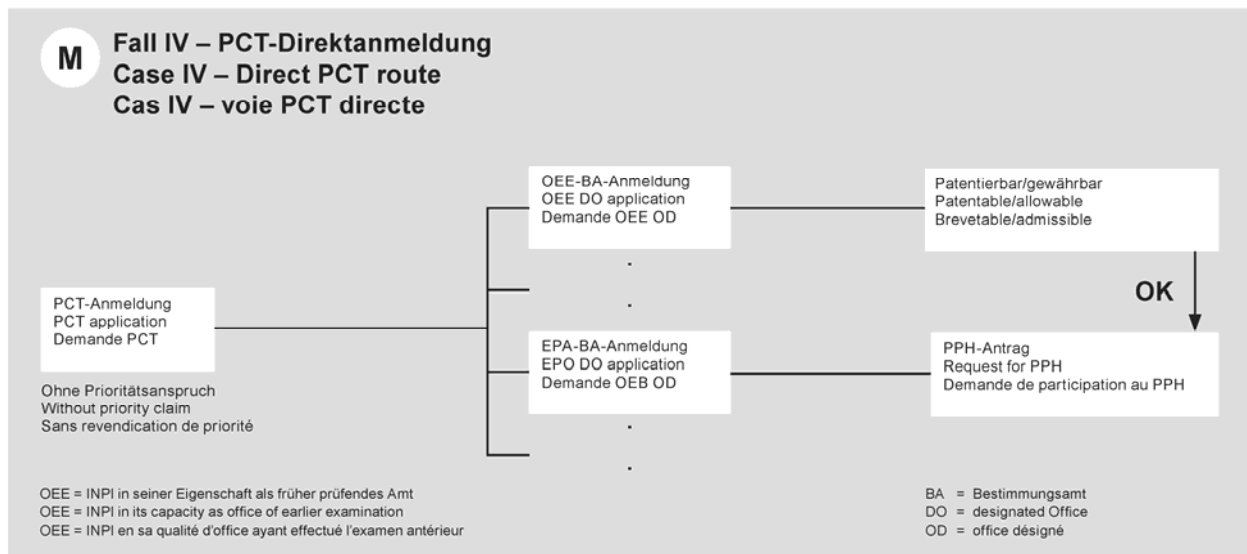 M
Fall IV – PCT-Direktanmeldung
Case IV – Direct PCT route
Cas IV – voie PCT directe
OEE-BA-Anmeldung
OEE DO application
Demande OEE OD
Patentierbar/gewährbar
Patentable/allowable
Brevetable/admissible
OK
PCT-Anmeldung
PCT application
Demande PCT
Ohne Prioritätsanspruch
Without priority claim
Sans revendication de priorité
EPA-BA-Anmeldung
EPO DO application
Demande OEB OD
PPH-Antrag
Request for PPH
Demande de participation au PPH
OEE = INPI in seiner Eigenschaft als früher prüfendes Amt
OEE = INPI in its capacity as office of earlier examination
OEE = INPI en sa qualité d'office ayant effectué l'examen antérieur
BA = Bestimmungsamt
DO = designated Office
OD = office désigné